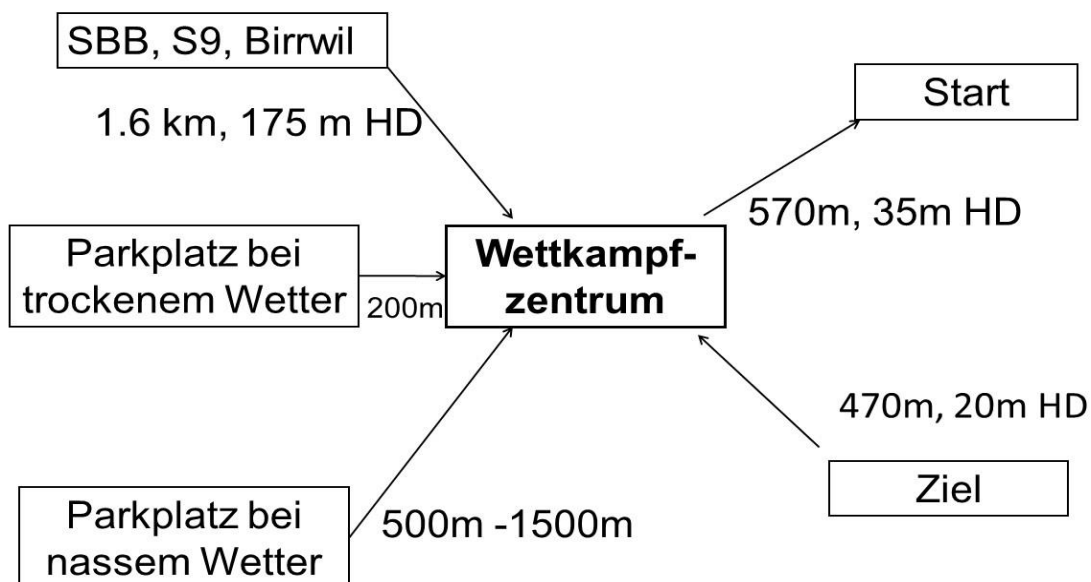 SBB, S9, Birrwil
1.6 km, 175 m HD
Start
570m, 35m HD
Parkplatz bei
trockenem Wetter
200m
Wettkampf-
zentrum
470m, 20m HD
Ziel
Parkplatz bei
nassem Wetter
500m -1500m